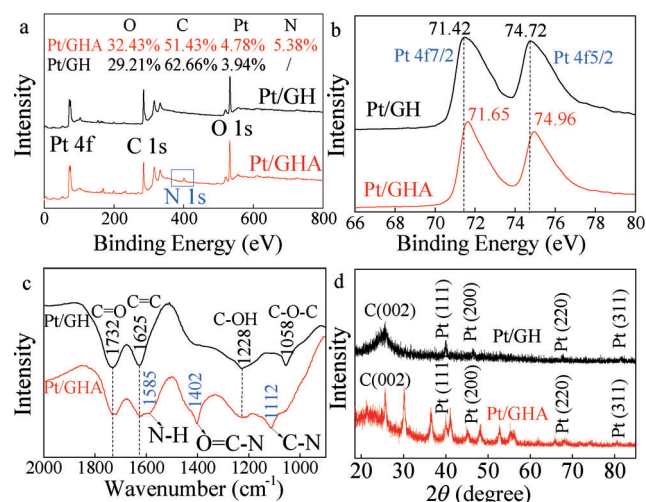 a
O C Pt N
Pt/GHA 32.43% 51.43% 4.78% 5.38%
Pt/GH 29.21% 62.66% 3.94% /
Pt/GH
Pt 4f
C 1s
O 1s
Pt/GHA
N 1s
0 200 400 600 800
Binding Energy (eV)
Intensity
b
71.42 74.72
Pt 4f7/2 Pt 4f5/2
Pt/GH
71.65 74.96
Pt/GHA
66 68 70 72 74 76 78 80
Binding Energy (eV)
Intensity
c
C=O C=C
C-OH C-O-C
Pt/GH
1732 1625 1228 1058
Pt/GHA
1585 1402 1112
N-H
O=C-N
C-N
2000 1800 1600 1400 1200 1000
Wavenumber (cm-1)
Intensity
d
C(002)
Pt (111) Pt (200) Pt (220) Pt (311)
Pt/GH
C(002)
Pt (111) Pt (200) Pt (220) Pt (311)
Pt/GHA
20 30 40 50 60 70 80
2θ (degree)
Intensity